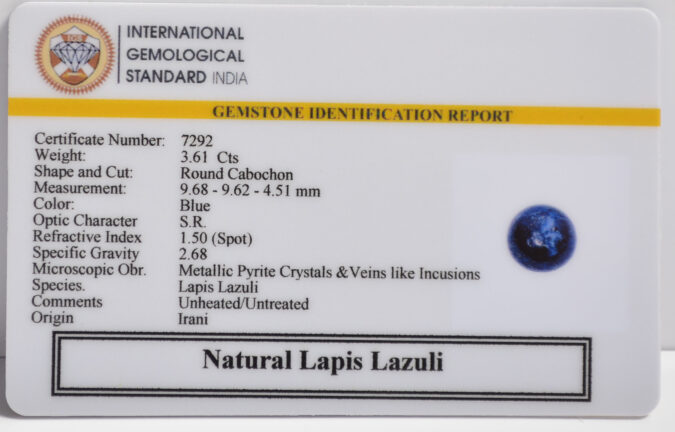 IGS
INTERNATIONAL
GEMOLOGICAL
STANDARD INDIA
GEMSTONE IDENTIFICATION REPORT
Certificate Number: 7292
Weight: 3.61 Cts
Shape and Cut: Round Cabochon
Measurement: 9.68 - 9.62 - 4.51 mm
Color: Blue
Optic Character S.R.
Refractive Index 1.50 (Spot)
Specific Gravity 2.68
Microscopic Obr. Metallic Pyrite Crystals &Veins like Incusions
Species. Lapis Lazuli
Comments Unheated/Untreated
Origin Irani
Natural Lapis Lazuli